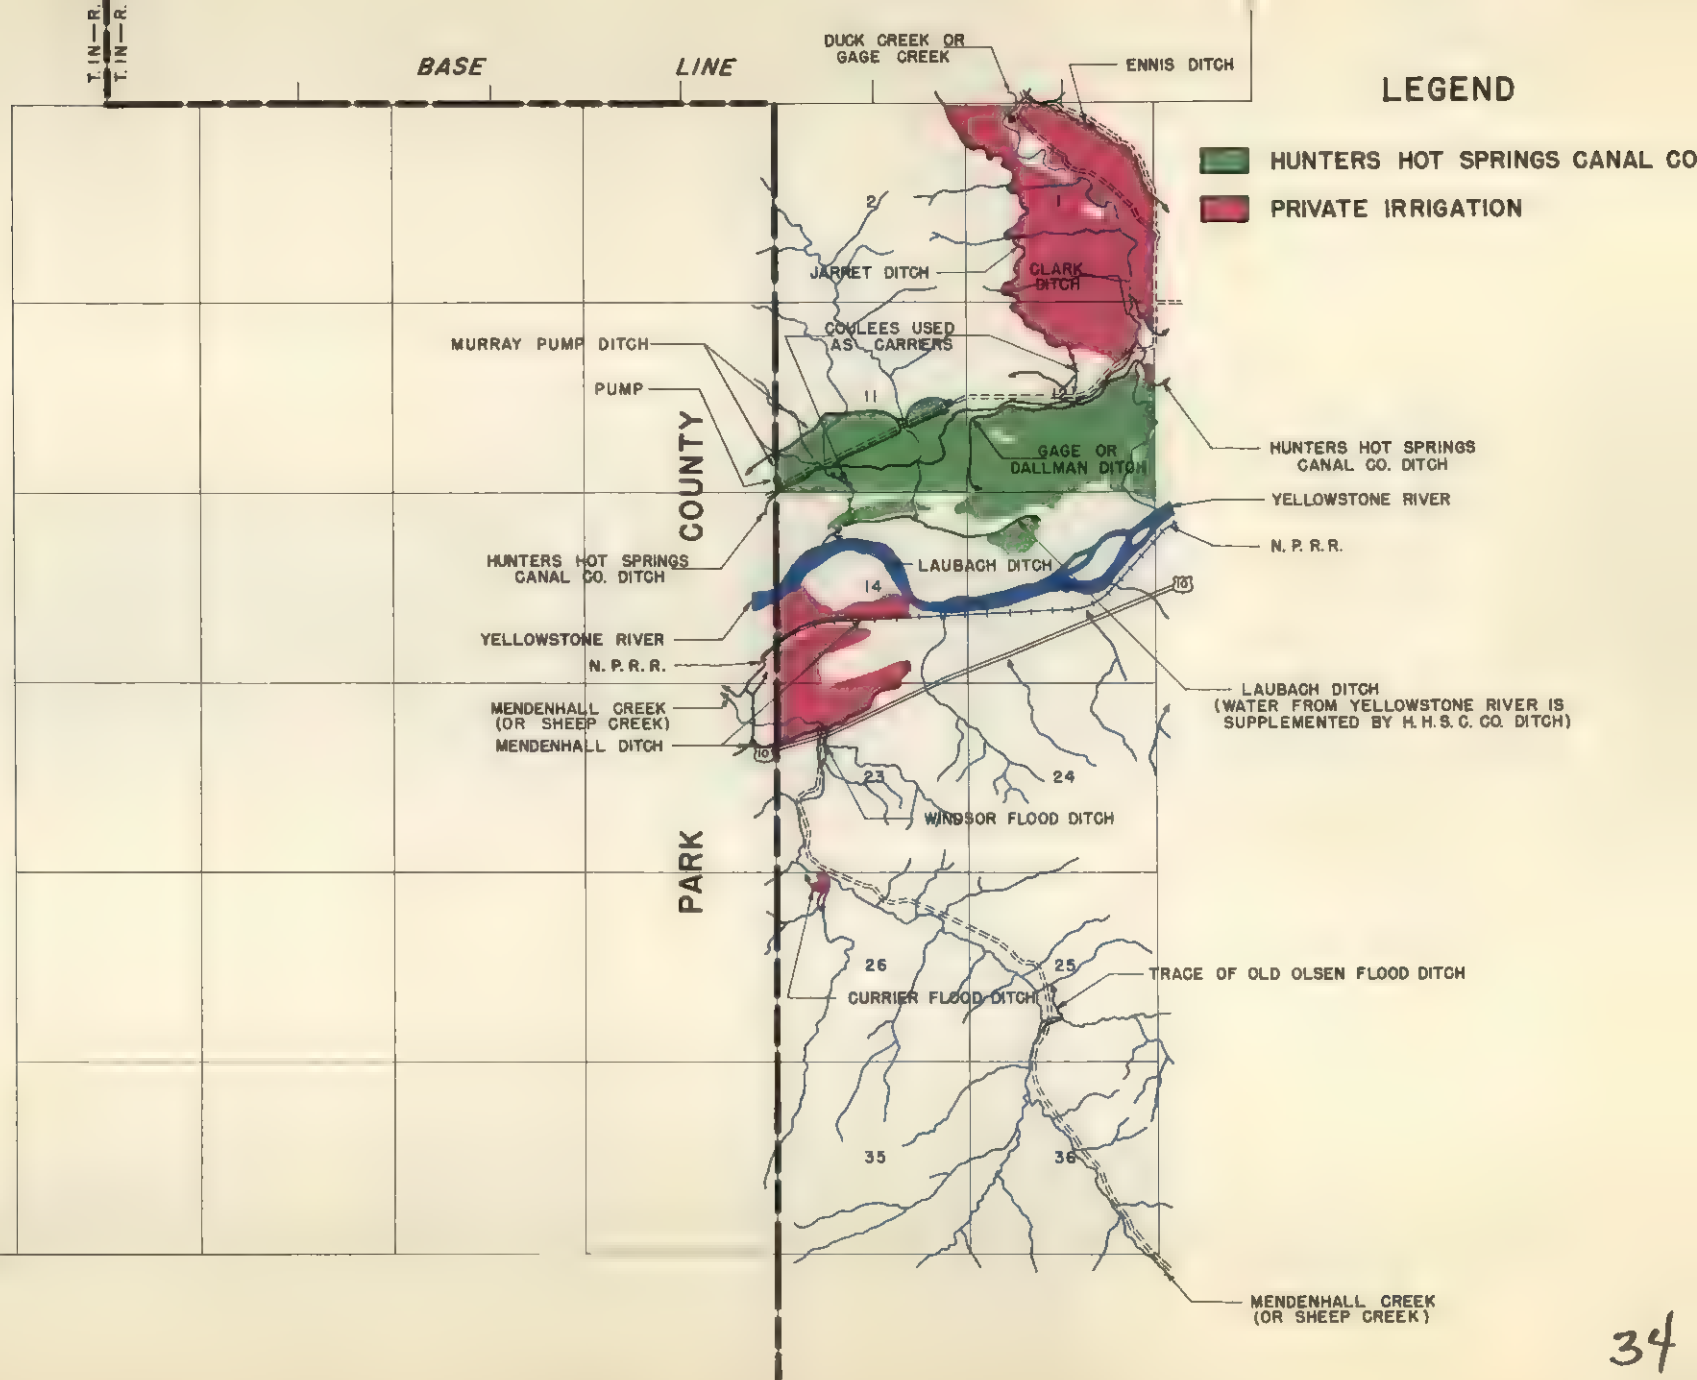 T. IN—R.
T. IN—R.
BASE LINE
DUCK CREEK OR
GAGE CREEK
ENNIS DITCH
LEGEND
HUNTERS HOT SPRINGS CANAL CO
PRIVATE IRRIGATION
2
1
JARRET DITCH
CLARK
DITCH
COULEES USED
AS CARRIERS
MURRAY PUMP DITCH
PUMP
11
12
COUNTY
GAGE OR
DALLMAN DITCH
HUNTERS HOT SPRINGS
CANAL CO. DITCH
YELLOWSTONE RIVER
N. P. R. R.
HUNTERS HOT SPRINGS
CANAL CO. DITCH
LAUBACH DITCH
14
10
YELLOWSTONE RIVER
N. P. R. R.
MENDENHALL CREEK
(OR SHEEP CREEK)
MENDENHALL DITCH
10
LAUBACH DITCH
(WATER FROM YELLOWSTONE RIVER IS
SUPPLEMENTED BY H. H. S. C. CO. DITCH)
23
24
WINDSOR FLOOD DITCH
PARK
26
25
TRACE OF OLD OLSEN FLOOD DITCH
CURRIER FLOOD DITCH
35
36
MENDENHALL CREEK
(OR SHEEP CREEK)
34